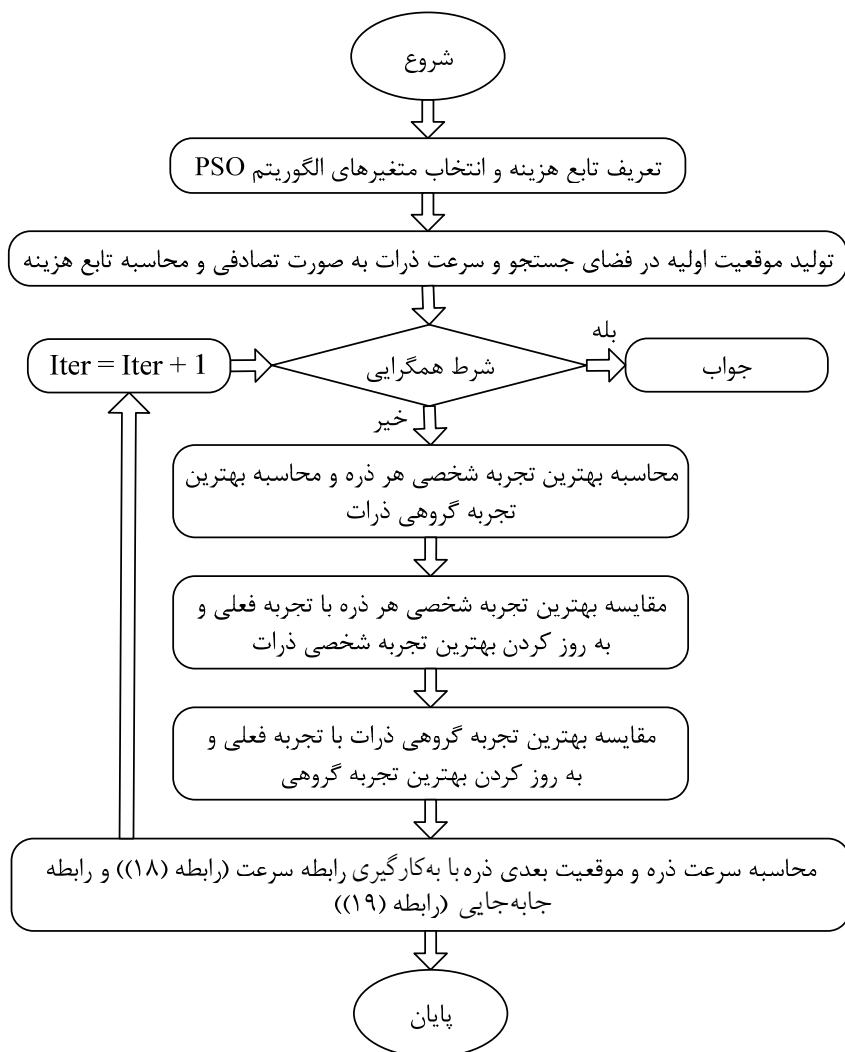 شروع
تعریف تابع هزینه و انتخاب متغیرهای الگوریتم PSO
تولید موقعیت اولیه در فضای جستجو و سرعت ذرات به صورت تصادفی و محاسبه تابع هزینه
شرط همگرایی
بله
جواب
Iter = Iter + 1
خیر
محاسبه بهترین تجربه شخصی هر ذره و محاسبه بهترین
تجربه گروهی ذرات
مقایسه بهترین تجربه شخصی هر ذره با تجربه فعلی و
به روز کردن بهترین تجربه شخصی ذرات
مقایسه بهترین تجربه گروهی ذرات با تجربه فعلی و
به روز کردن بهترین تجربه گروهی
محاسبه سرعت ذره و موقعیت بعدی ذره با به‌کارگیری رابطه سرعت (رابطه (۱۸)) و رابطه
جابه‌جایی (رابطه (۱۹))
پایان